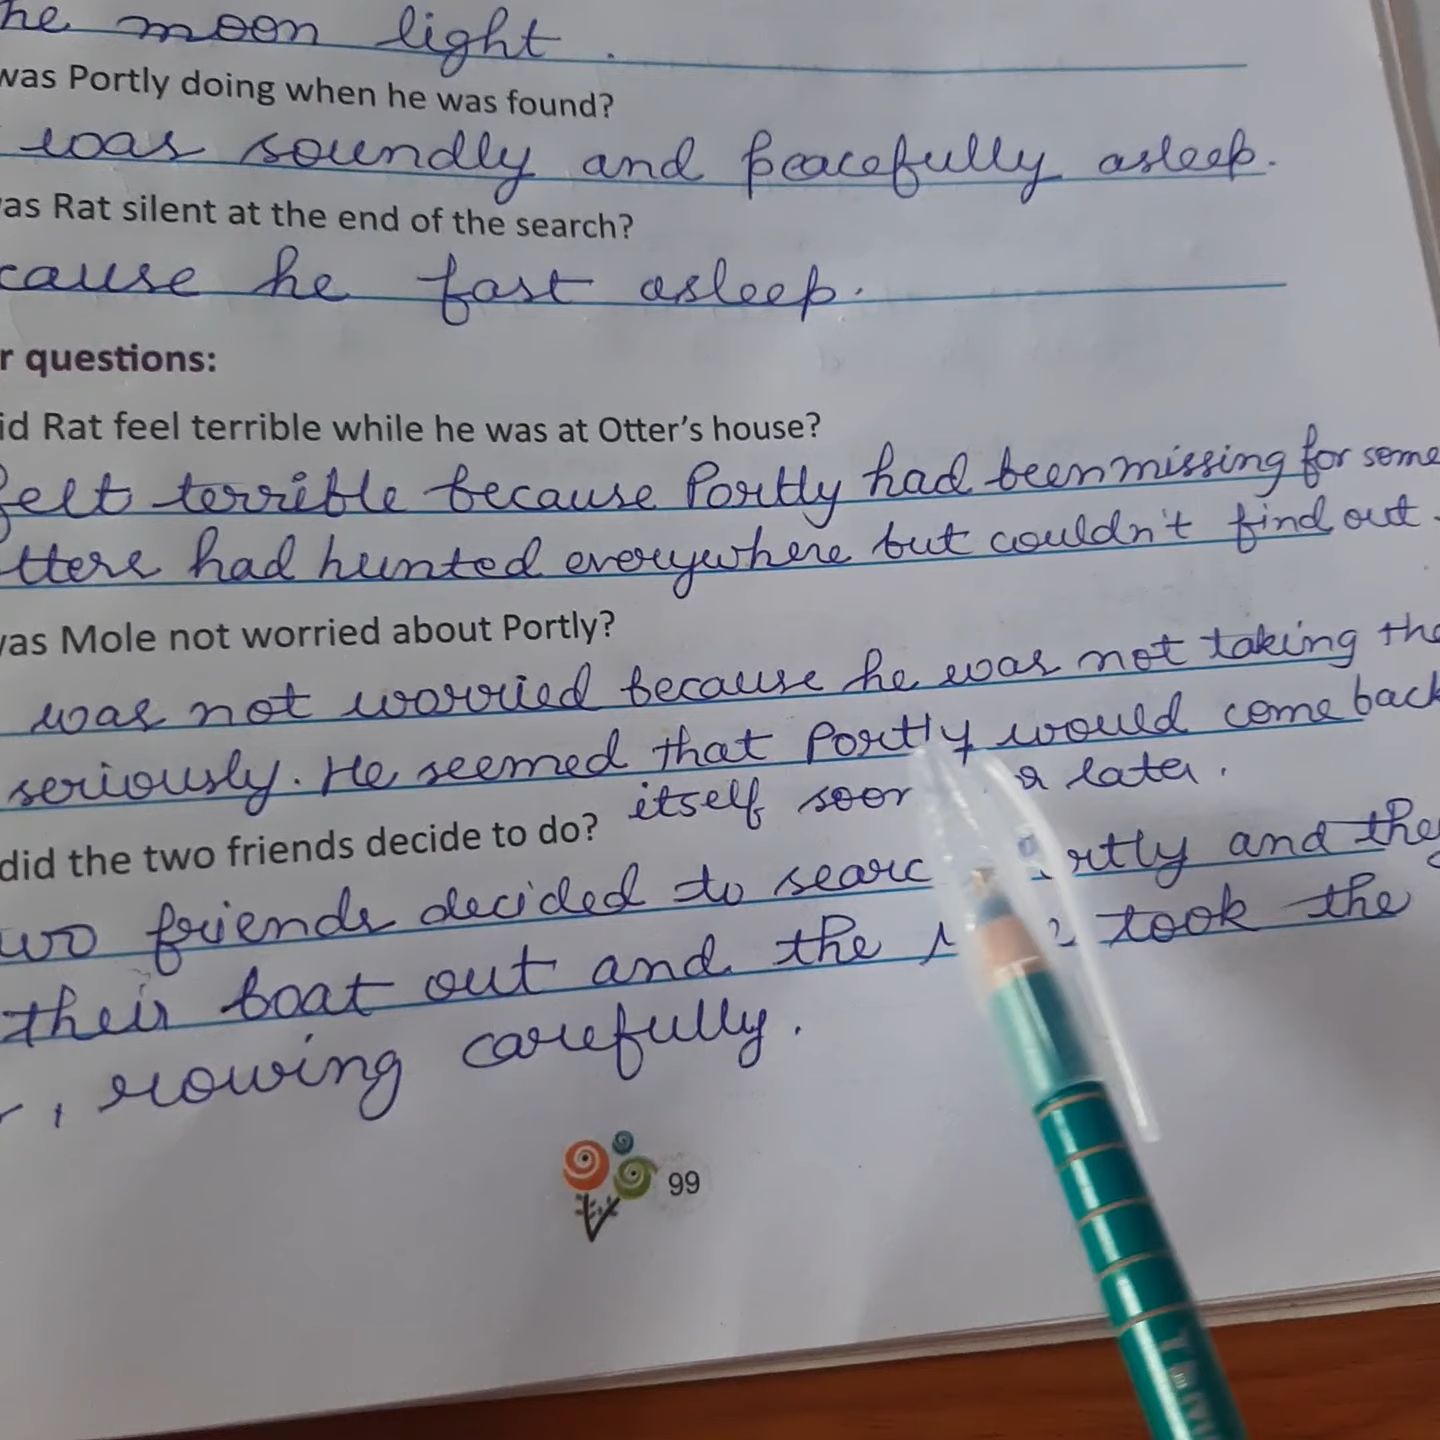 he moon light.
was Portly doing when he was found?
was soundly and peacefully asleep.
as Rat silent at the end of the search?
cause he fast asleep.
r questions:
id Rat feel terrible while he was at Otter's house?
felt terrible because Portly had been missing for some
tters had hunted everywhere but couldn't find out.
as Mole not worried about Portly?
was not worried because he was not taking the
seriously. He seemed that Portly would come back
itself soon later.
did the two friends decide to do?
wo friends decided to searc rtly and they
their boat out and the took the
, rowing carefully.
99